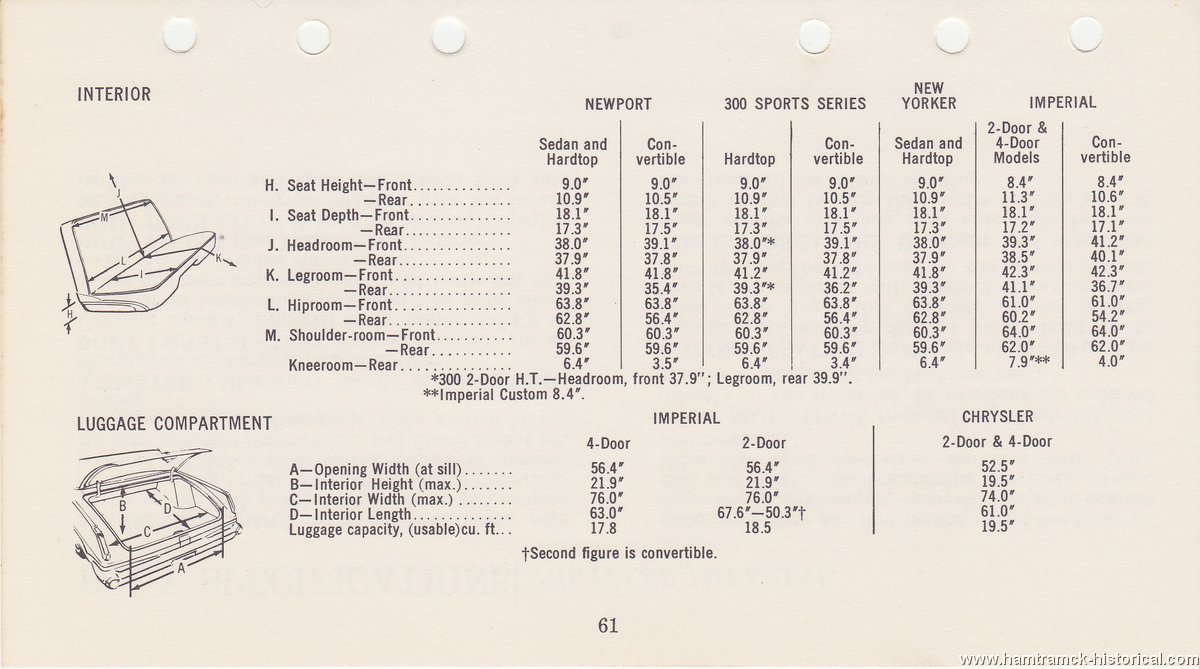 INTERIOR
NEWPORT 300 SPORTS SERIES NEW YORKER IMPERIAL
Sedan and Hardtop Con-vertible Hardtop Con-vertible Sedan and Hardtop 2-Door & 4-Door Models Con-vertible
H. Seat Height—Front.............. 9.0″ 9.0″ 9.0″ 9.0″ 9.0″ 8.4″ 8.4″
—Rear.............. 10.9″ 10.5″ 10.9″ 10.5″ 10.9″ 11.3″ 10.6″
I. Seat Depth—Front.............. 18.1″ 18.1″ 18.1″ 18.1″ 18.1″ 18.1″ 18.1″
—Rear.............. 17.3″ 17.5″ 17.3″ 17.5″ 17.3″ 17.2″ 17.1″
J. Headroom—Front............... 38.0″ 39.1″ 38.0″* 39.1″ 38.0″ 39.3″ 41.2″
—Rear............... 37.9″ 37.8″ 37.9″ 37.8″ 37.9″ 38.5″ 40.1″
K. Legroom—Front................ 41.8″ 41.8″ 41.2″ 41.2″ 41.8″ 42.3″ 42.3″
—Rear................ 39.3″ 35.4″ 39.3″* 36.2″ 39.3″ 41.1″ 36.7″
L. Hiproom—Front................ 63.8″ 63.8″ 63.8″ 63.8″ 63.8″ 61.0″ 61.0″
—Rear................ 62.8″ 56.4″ 62.8″ 56.4″ 62.8″ 60.2″ 54.2″
M. Shoulder-room—Front.......... 60.3″ 60.3″ 60.3″ 60.3″ 60.3″ 64.0″ 64.0″
—Rear........... 59.6″ 59.6″ 59.6″ 59.6″ 59.6″ 62.0″ 62.0″
Kneeroom—Rear............... 6.4″ 3.5″ 6.4″ 3.4″ 6.4″ 7.9″** 4.0″
*300 2-Door H.T.—Headroom, front 37.9″; Legroom, rear 39.9″.
**Imperial Custom 8.4″.
J
M
L
I
K
H
LUGGAGE COMPARTMENT
IMPERIAL CHRYSLER
4-Door 2-Door 2-Door & 4-Door
A—Opening Width (at sill)....... 56.4″ 56.4″ 52.5″
B—Interior Height (max.)....... 21.9″ 21.9″ 19.5″
C—Interior Width (max.)........ 76.0″ 76.0″ 74.0″
D—Interior Length.............. 63.0″ 67.6″—50.3″† 61.0″
Luggage capacity, (usable)cu. ft... 17.8 18.5 19.5″
†Second figure is convertible.
B
D
C
A
61
www.hamtramck-historical.com